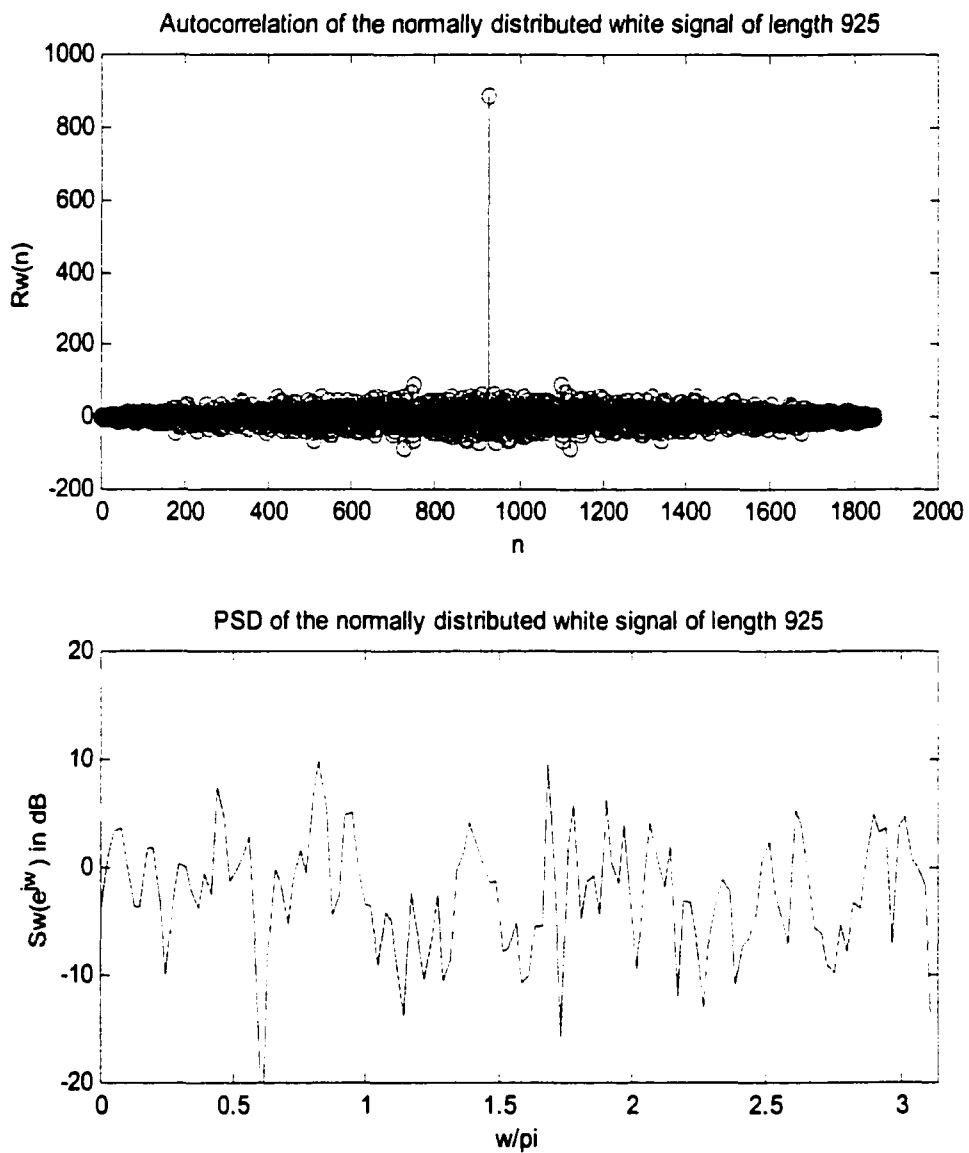 Autocorrelation of the normally distributed white signal of length 925
1000
800
600
400
200
0
-200
Rw(n)
0 200 400 600 800 1000 1200 1400 1600 1800 2000
n
PSD of the normally distributed white signal of length 925
20
10
0
-10
-20
Sw(e^jw) in dB
0 0.5 1 1.5 2 2.5 3
w/pi